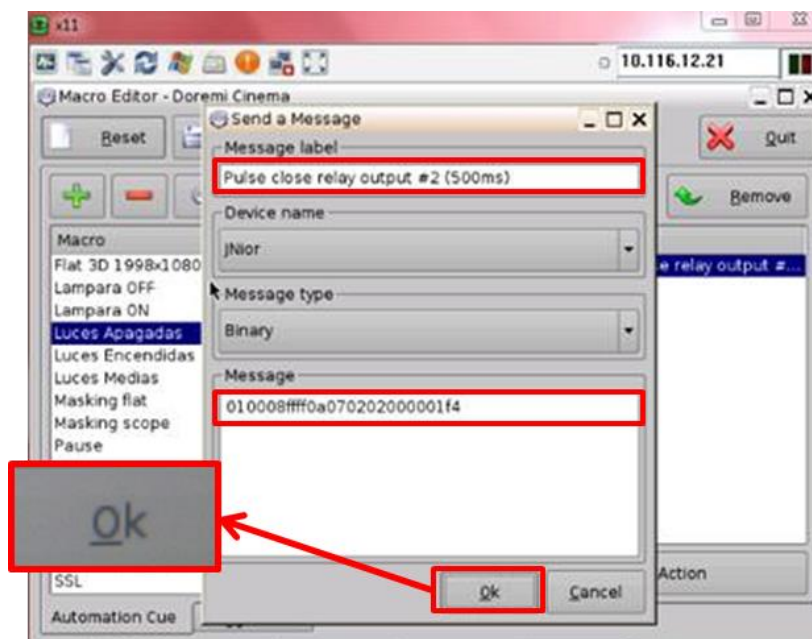 x11
10.116.12.21
Macro Editor - Doremi Cinema
Reset
Quit
Send a Message
Message label
Pulse close relay output #2 (500ms)
Remove
Device name
JNior
Macro
Flat 3D 1998x1080
e relay output #...
Lampara OFF
Message type
Lampara ON
Binary
Luces Apagadas
Luces Encendidas
Luces Medias
Message
Masking flat
010008ffff0a070202000001f4
Masking scope
Pause
Ok
SSL
Ok
Cancel
Action
Automation Cue